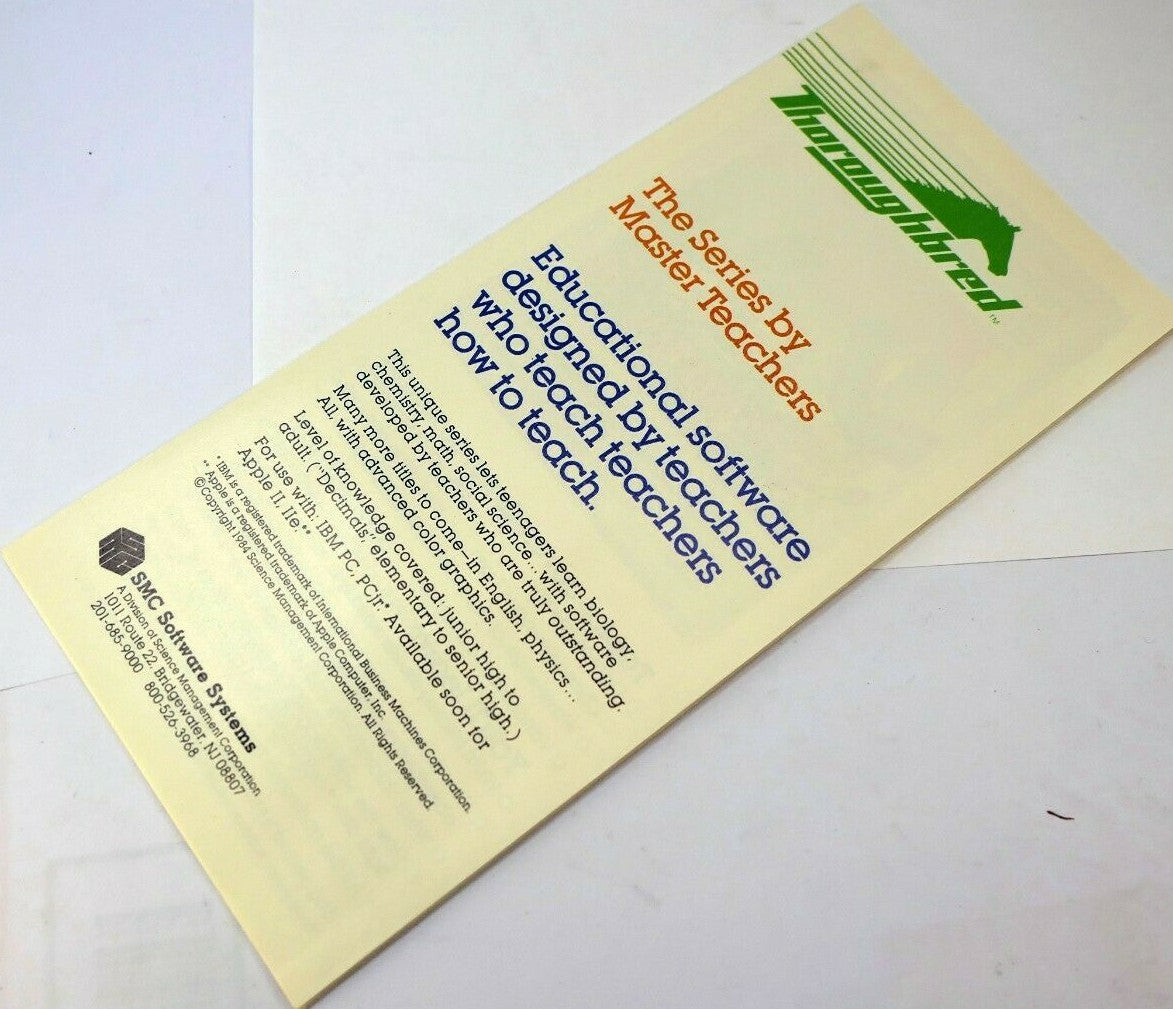 Thoroughbred™
The Series by
Master Teachers
Educational software
designed by teachers
who teach teachers
how to teach.
This unique series lets teenagers learn biology,
chemistry, math, social science... with software
developed by teachers who are truly outstanding.
Many more titles to come—in English, physics...
All, with advanced color graphics.
Level of knowledge covered: junior high to
adult ("Decimals", elementary to senior high.)
For use with: IBM PC, PCjr* Available soon for
Apple II, IIe**
* IBM is a registered trademark of International Business Machines Corporation.
** Apple is a registered trademark of Apple Computer, Inc.
©Copyright 1984 Science Management Corporation. All Rights Reserved.
SMC Software Systems
A Division of Science Management Corporation
1011 Route 22, Bridgewater, NJ 08807
201-685-9000 800-526-3968